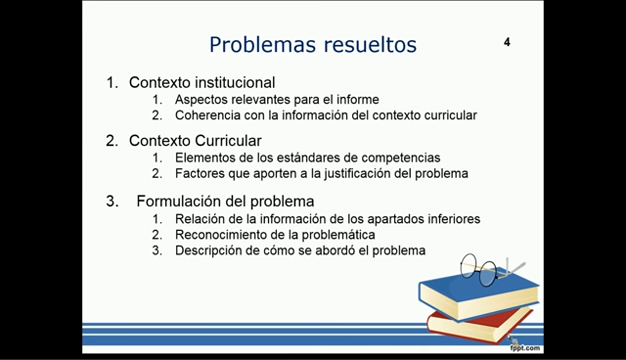 Problemas resueltos
4
1. Contexto institucional
1. Aspectos relevantes para el informe
2. Coherencia con la información del contexto curricular
2. Contexto Curricular
1. Elementos de los estándares de competencias
2. Factores que aporten a la justificación del problema
3. Formulación del problema
1. Relación de la información de los apartados inferiores
2. Reconocimiento de la problemática
3. Descripción de cómo se abordó el problema
fppt.com